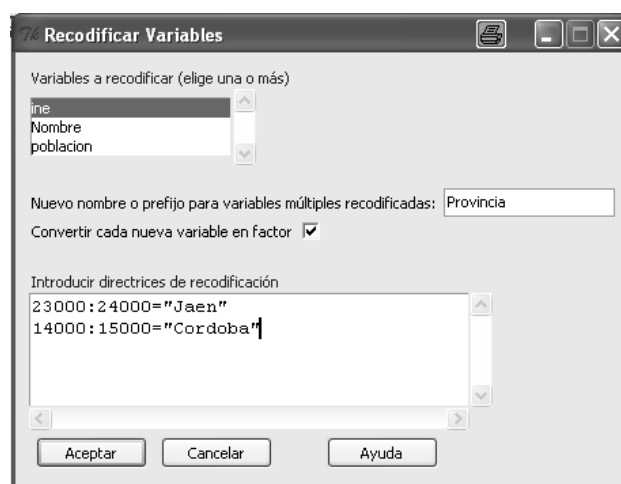 Recodificar Variables
Variables a recodificar (elige una o más)
ine
Nombre
poblacion
Nuevo nombre o prefijo para variables múltiples recodificadas: Provincia
Convertir cada nueva variable en factor
Introducir directrices de recodificación
23000:24000="Jaen"
14000:15000="Cordoba"
Aceptar Cancelar Ayuda